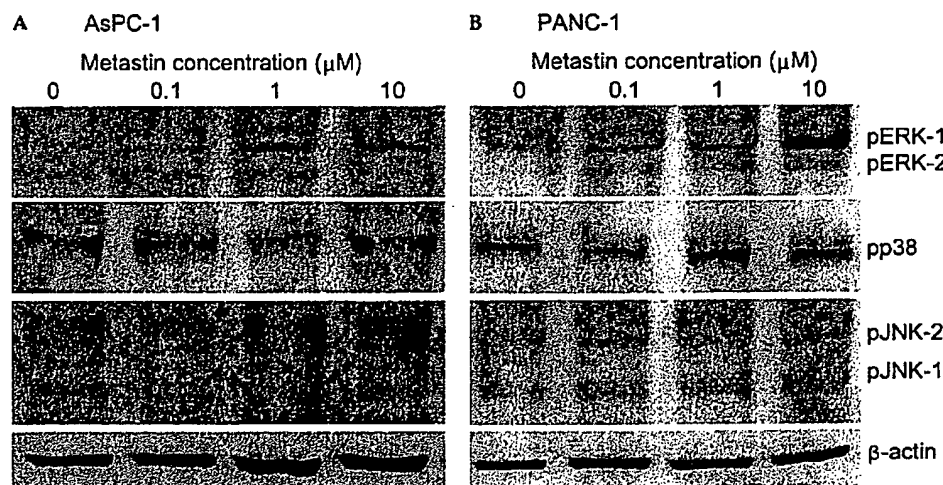 A AsPC-1
Metastin concentration (μM)
0 0.1 1 10
B PANC-1
Metastin concentration (μM)
0 0.1 1 10
pERK-1
pERK-2
pp38
pJNK-2
pJNK-1
β-actin